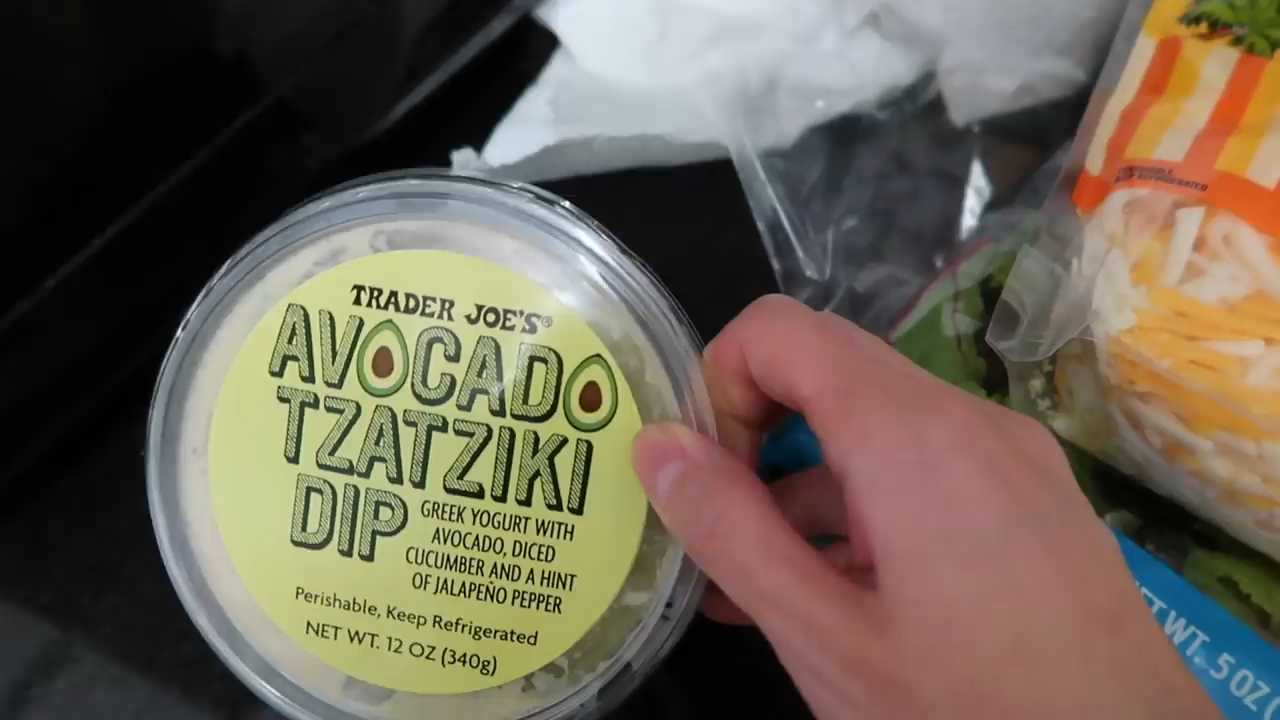 TRADER JOE'S®
AVOCADO
TZATZIKI
DIP
GREEK YOGURT WITH
AVOCADO, DICED
CUCUMBER AND A HINT
OF JALAPEÑO PEPPER
Perishable, Keep Refrigerated
NET WT. 12 OZ (340g)
REFRIGERATED
WT. 5 OZ (